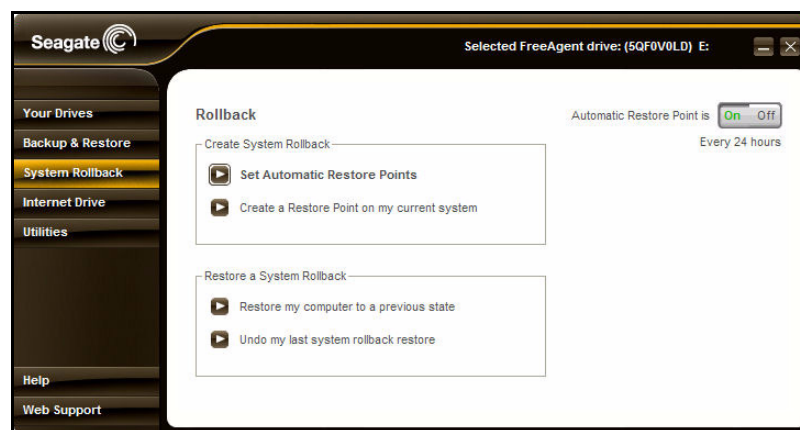 Seagate
Selected FreeAgent drive: (5QF0V0LD) E:
Your Drives
Backup & Restore
System Rollback
Internet Drive
Utilities
Help
Web Support
Rollback
Automatic Restore Point is On Off
Every 24 hours
Create System Rollback
Set Automatic Restore Points
Create a Restore Point on my current system
Restore a System Rollback
Restore my computer to a previous state
Undo my last system rollback restore